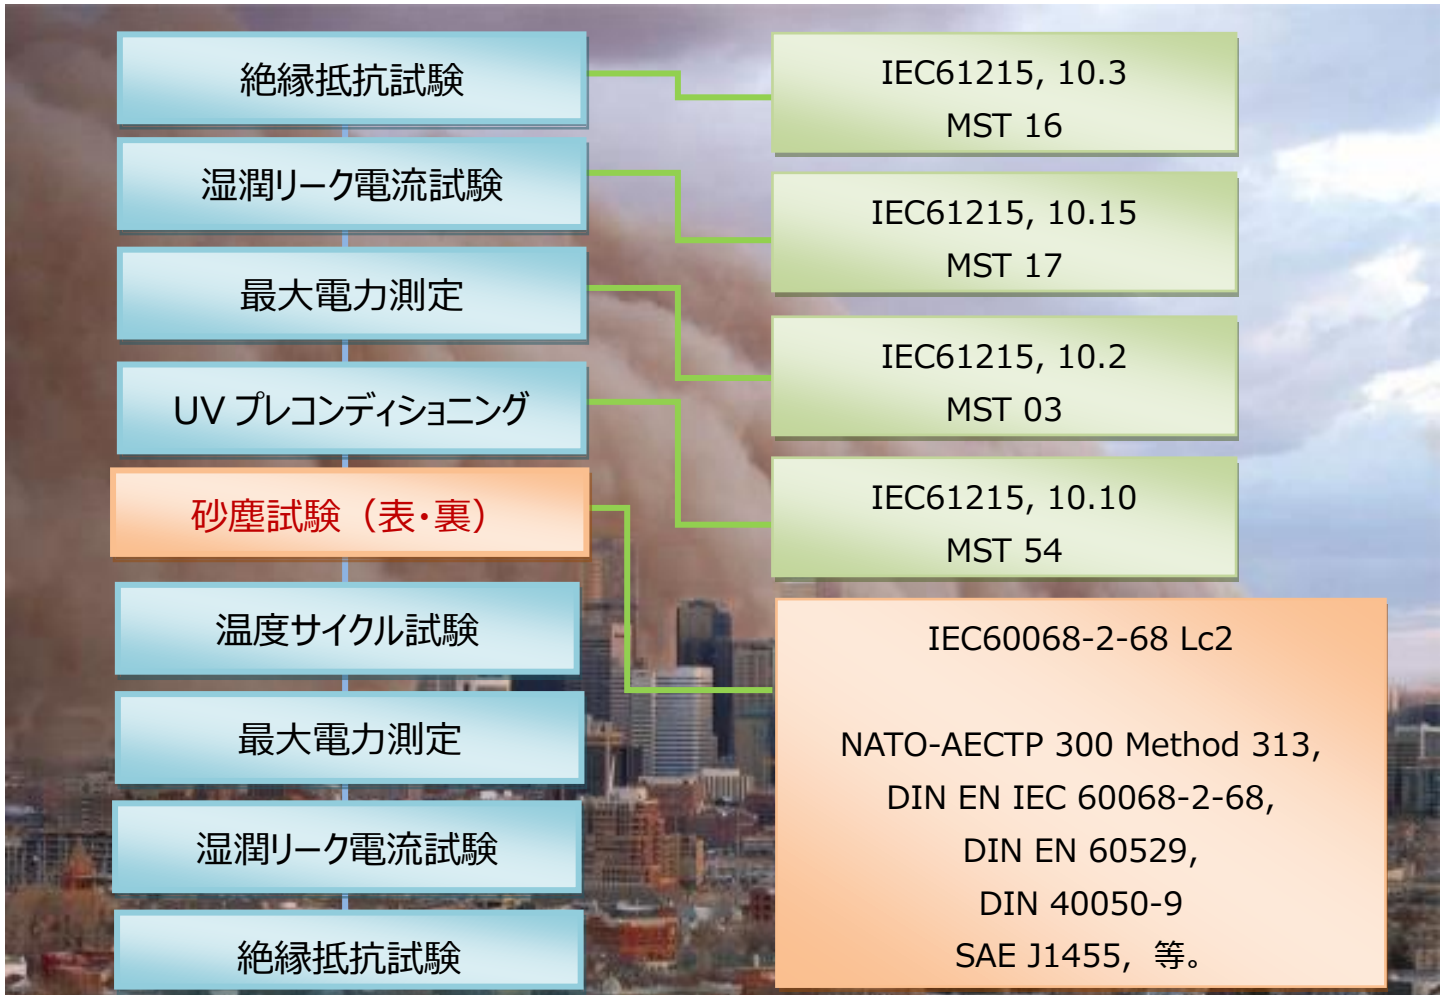 絶縁抵抗試験
湿潤リーク電流試験
最大電力測定
UV プレコンディショニング
砂塵試験（表・裏）
温度サイクル試験
最大電力測定
湿潤リーク電流試験
絶縁抵抗試験
IEC61215, 10.3
MST 16
IEC61215, 10.15
MST 17
IEC61215, 10.2
MST 03
IEC61215, 10.10
MST 54
IEC60068-2-68 Lc2
NATO-AECTP 300 Method 313,
DIN EN IEC 60068-2-68,
DIN EN 60529,
DIN 40050-9
SAE J1455, 等。